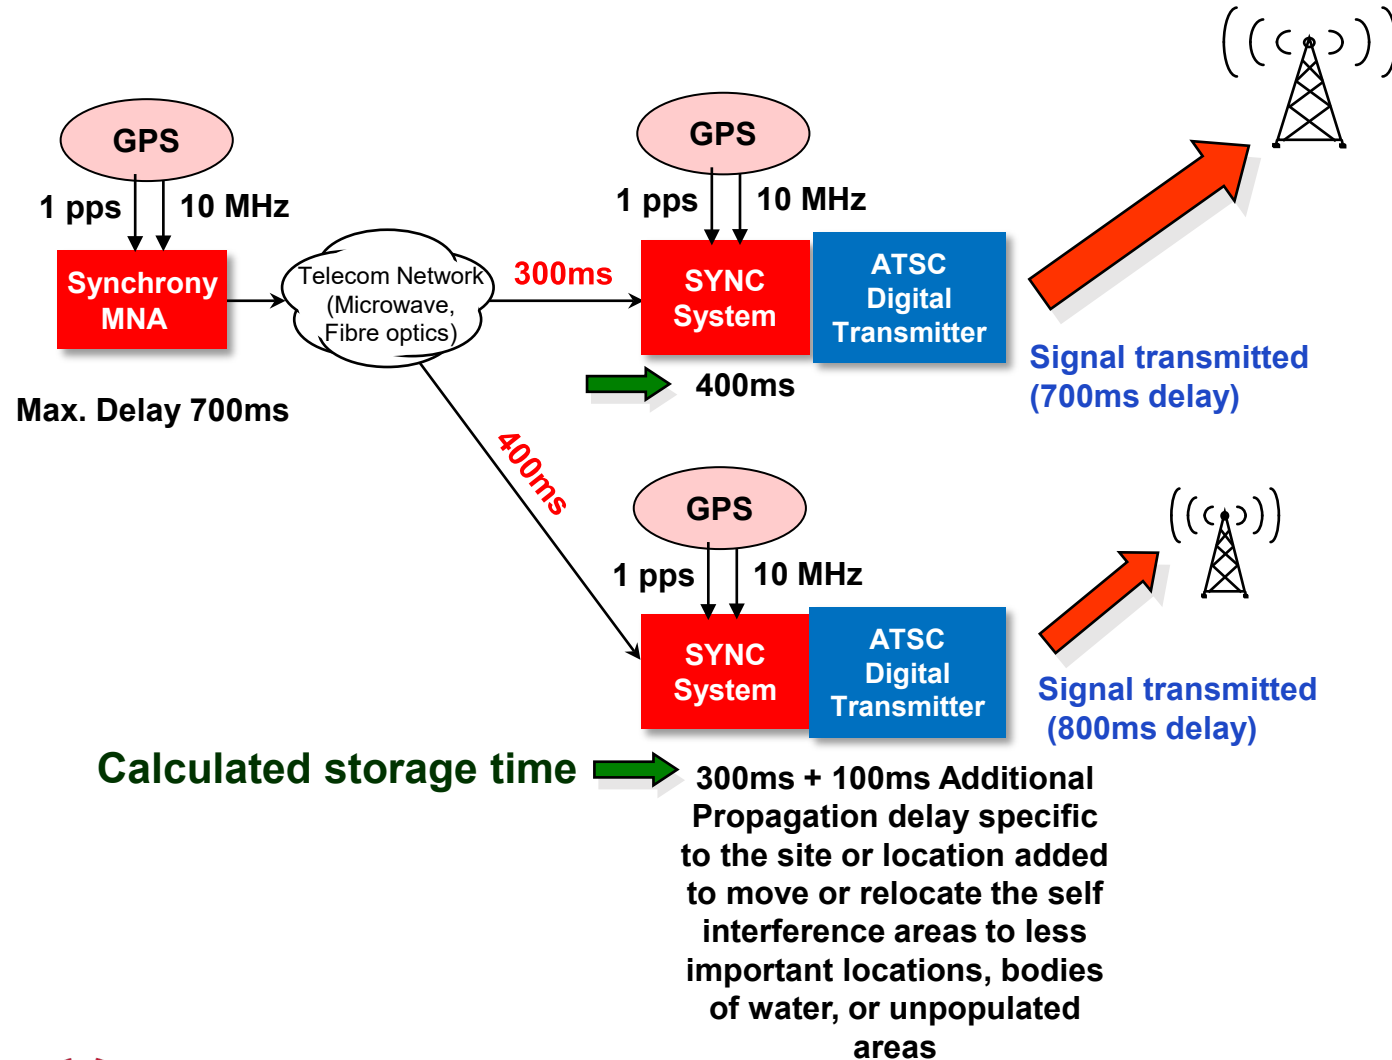 GPS
1 pps
10 MHz
Synchrony
MNA
Max. Delay 700ms
Telecom Network
(Microwave,
Fibre optics)
300ms
400ms
GPS
1 pps
10 MHz
SYNC
System
ATSC
Digital
Transmitter
400ms
Signal transmitted
(700ms delay)
GPS
1 pps
10 MHz
SYNC
System
ATSC
Digital
Transmitter
Signal transmitted
(800ms delay)
Calculated storage time
300ms + 100ms Additional
Propagation delay specific
to the site or location added
to move or relocate the self
interference areas to less
important locations, bodies
of water, or unpopulated
areas